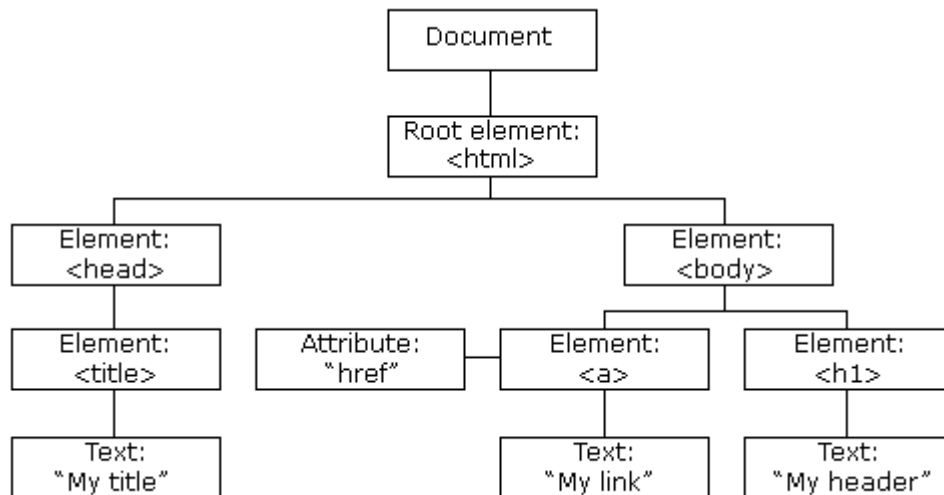 Document
Root element:
<html>
Element:
<head>
Element:
<body>
Element:
<title>
Attribute:
“href”
Element:
<a>
Element:
<h1>
Text:
“My title”
Text:
“My link”
Text:
“My header”